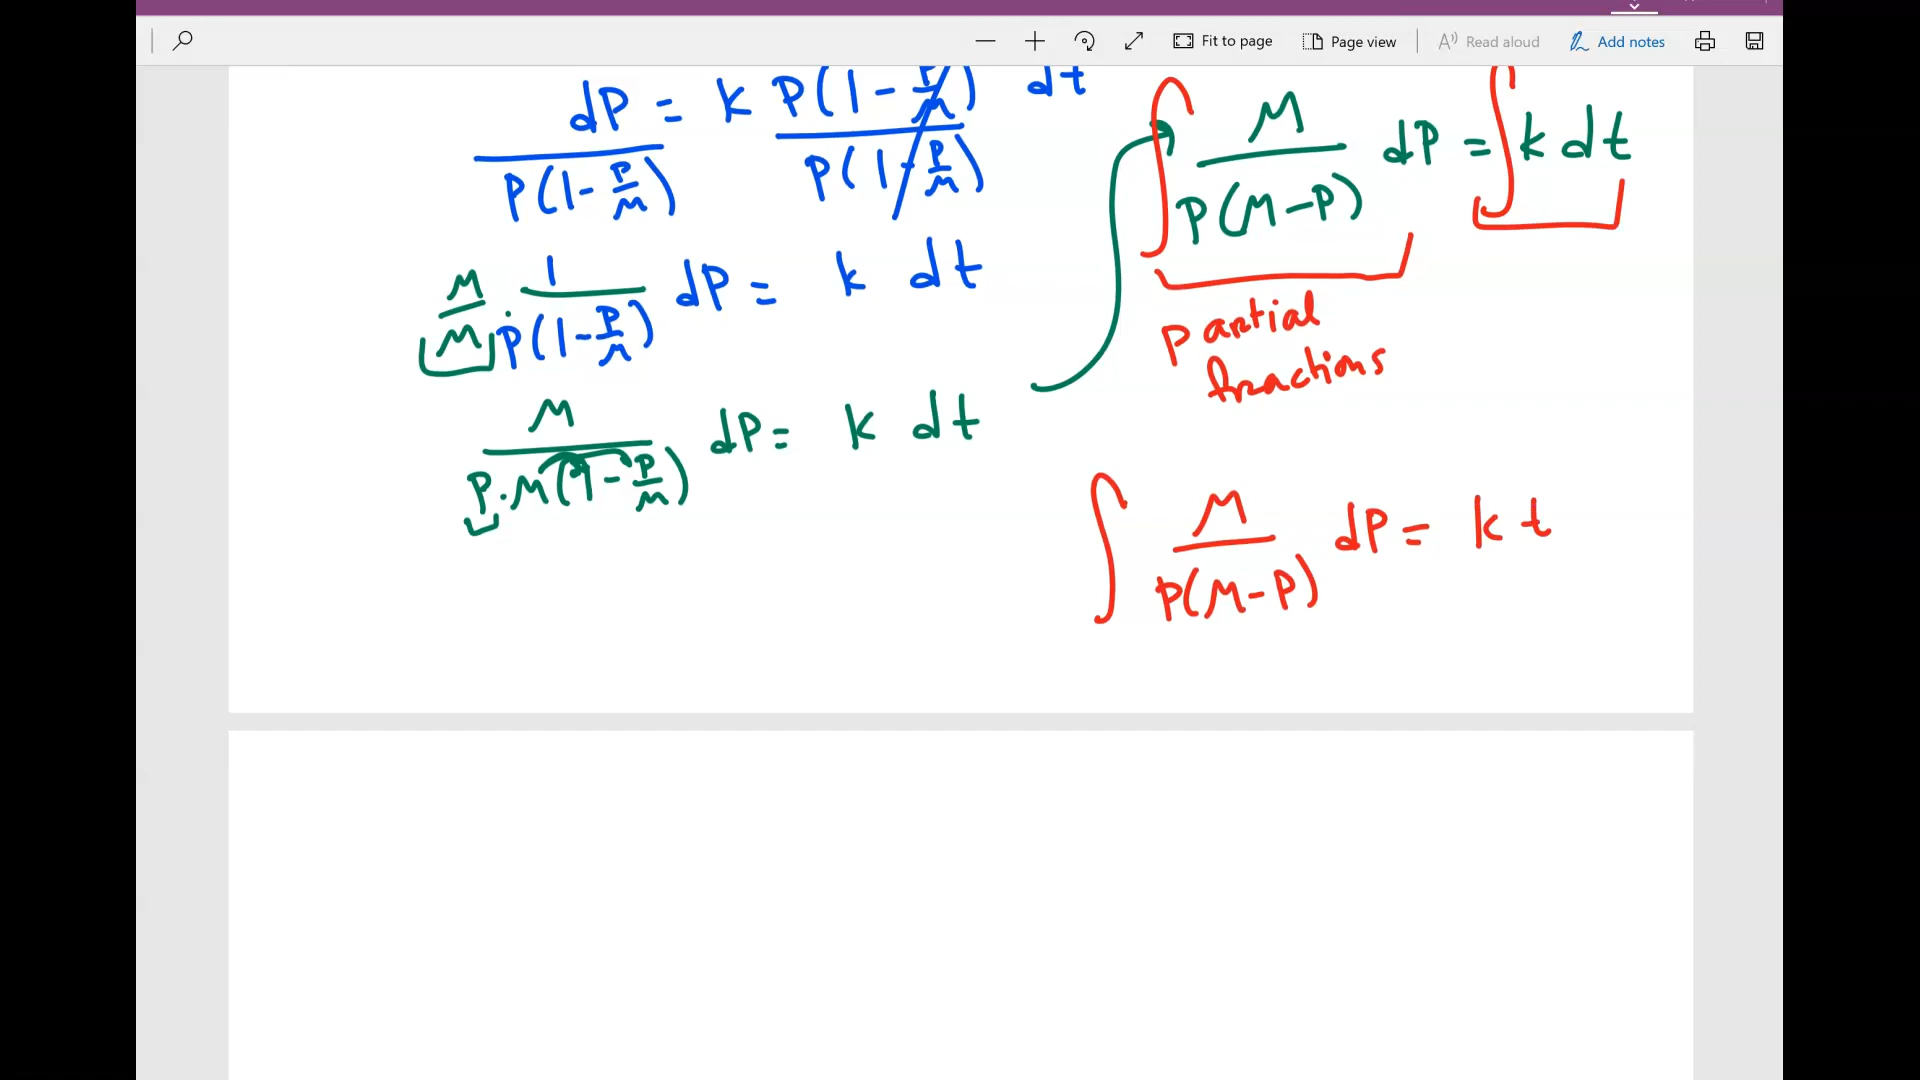 Fit to page Page view Read aloud Add notes
dP = k P(1 - P/M) dt
P(1 - P/M) P(1 - P/M)
M/M · 1/P(1 - P/M) dP = k dt
M/P·M(1 - P/M) dP = k dt
∫ M/P(M-P) dP = ∫ k dt
partial
fractions
∫ M/P(M-P) dP = k t